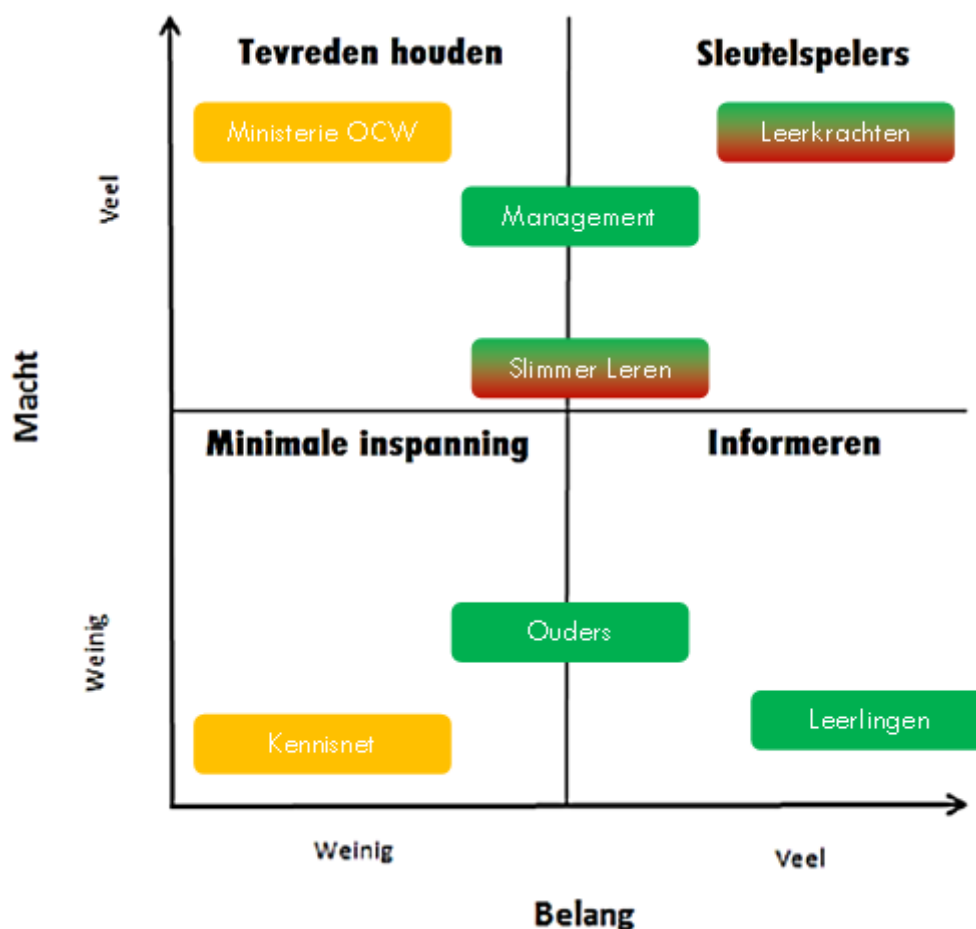 Tevreden houden
Sleutelspelers
Ministerie OCW
Leerkrachten
Veel
Management
Slimmer Leren
Macht
Minimale inspanning
Informeren
Weinig
Ouders
Leerlingen
Kennisnet
Weinig
Veel
Belang